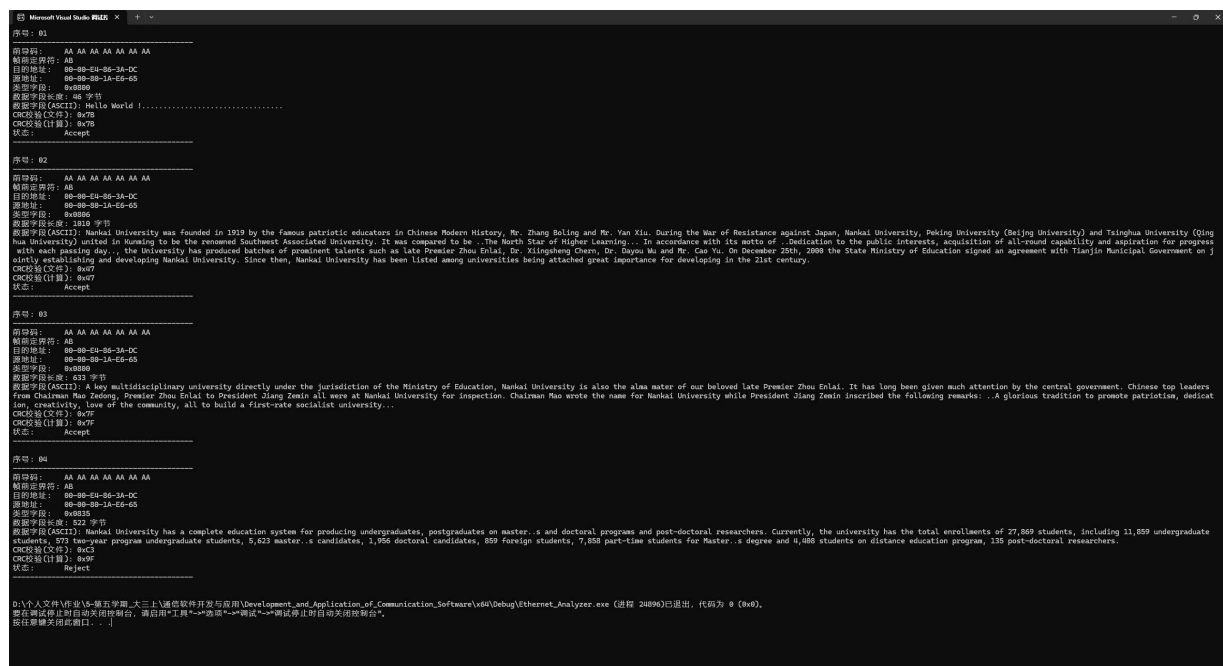 Microsoft Visual Studio 调试控
序号: 01
前导码: AA AA AA AA AA AA AA
帧前定界符: AB
目的地址: 00-00-E4-86-3A-DC
源地址: 00-00-80-1A-E6-65
类型字段: 0x0800
数据字段长度: 46 字节
数据字段(ASCII): Hello World !.................................
CRC校验(文件): 0x7B
CRC校验(计算): 0x7B
状态: Accept
序号: 02
前导码: AA AA AA AA AA AA AA
帧前定界符: AB
目的地址: 00-00-E4-86-3A-DC
源地址: 00-00-80-1A-E6-65
类型字段: 0x0806
数据字段长度: 1010 字节
数据字段(ASCII): Nankai University was founded in 1919 by the famous patriotic educators in Chinese Modern History, Mr. Zhang Boling and Mr. Yan Xiu. During the War of Resistance against Japan, Nankai University, Peking University (Beijng University) and Tsinghua University (Qing
hua University) united in Kunming to be the renowned Southwest Associated University. It was compared to be ..The North Star of Higher Learning... In accordance with its motto of ..Dedication to the public interests, acquisition of all-round capability and aspiration for progress
with each passing day.., the University has produced batches of prominent talents such as late Premier Zhou Enlai, Dr. Xiingsheng Chern, Dr. Dayou Wu and Mr. Cao Yu. On December 25th, 2000 the State Ministry of Education signed an agreement with Tianjin Municipal Government on j
ointly establishing and developing Nankai University. Since then, Nankai University has been listed among universities being attached great importance for developing in the 21st century.
CRC校验(文件): 0x47
CRC校验(计算): 0x47
状态: Accept
序号: 03
前导码: AA AA AA AA AA AA AA
帧前定界符: AB
目的地址: 00-00-E4-86-3A-DC
源地址: 00-00-80-1A-E6-65
类型字段: 0x0800
数据字段长度: 633 字节
数据字段(ASCII): A key multidisciplinary university directly under the jurisdiction of the Ministry of Education, Nankai University is also the alma mater of our beloved late Premier Zhou Enlai. It has long been given much attention by the central government. Chinese top leaders
from Chairman Mao Zedong, Premier Zhou Enlai to President Jiang Zemin all were at Nankai University for inspection. Chairman Mao wrote the name for Nankai University while President Jiang Zemin inscribed the following remarks: ..A glorious tradition to promote patriotism, dedicat
ion, creativity, love of the community, all to build a first-rate socialist university...
CRC校验(文件): 0x7F
CRC校验(计算): 0x7F
状态: Accept
序号: 04
前导码: AA AA AA AA AA AA AA
帧前定界符: AB
目的地址: 00-00-E4-86-3A-DC
源地址: 00-00-80-1A-E6-65
类型字段: 0x0835
数据字段长度: 522 字节
数据字段(ASCII): Nankai University has a complete education system for producing undergraduates, postgraduates on master..s and doctoral programs and post-doctoral researchers. Currently, the university has the total enrollments of 27,869 students, including 11,859 undergraduate
students, 573 two-year program undergraduate students, 5,623 master..s candidates, 1,956 doctoral candidates, 859 foreign students, 7,858 part-time students for Master..s degree and 4,408 students on distance education program, 135 post-doctoral researchers.
CRC校验(文件): 0xC3
CRC校验(计算): 0x9F
状态: Reject
D:\个人文件\作业\5-第五学期_大三上\通信软件开发与应用\Development_and_Application_of_Communication_Software\x64\Debug\Ethernet_Analyzer.exe (进程 24896)已退出，代码为 0 (0x0)。
要在调试停止时自动关闭控制台，请启用"工具"->"选项"->"调试"->"调试停止时自动关闭控制台"。
按任意键关闭此窗口. . .